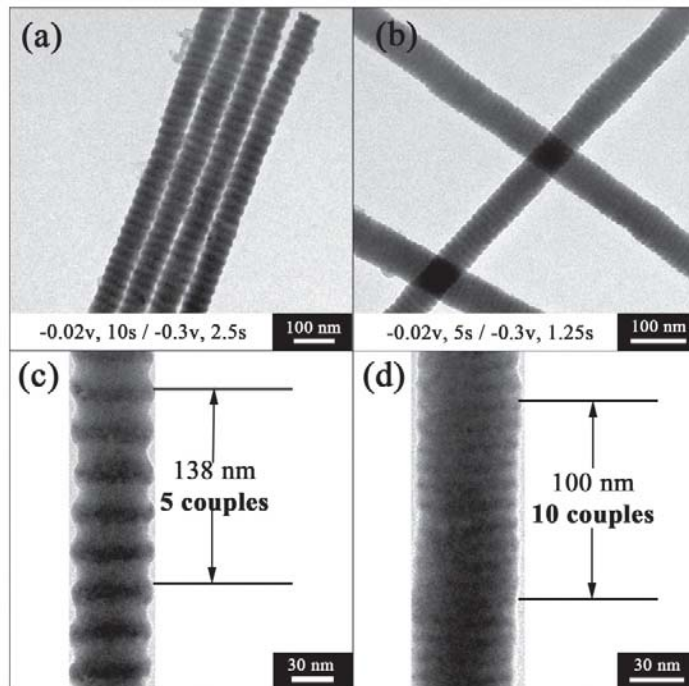 (a)
(b)
-0.02v, 10s / -0.3v, 2.5s
100 nm
-0.02v, 5s / -0.3v, 1.25s
100 nm
(c)
138 nm
5 couples
30 nm
(d)
100 nm
10 couples
30 nm